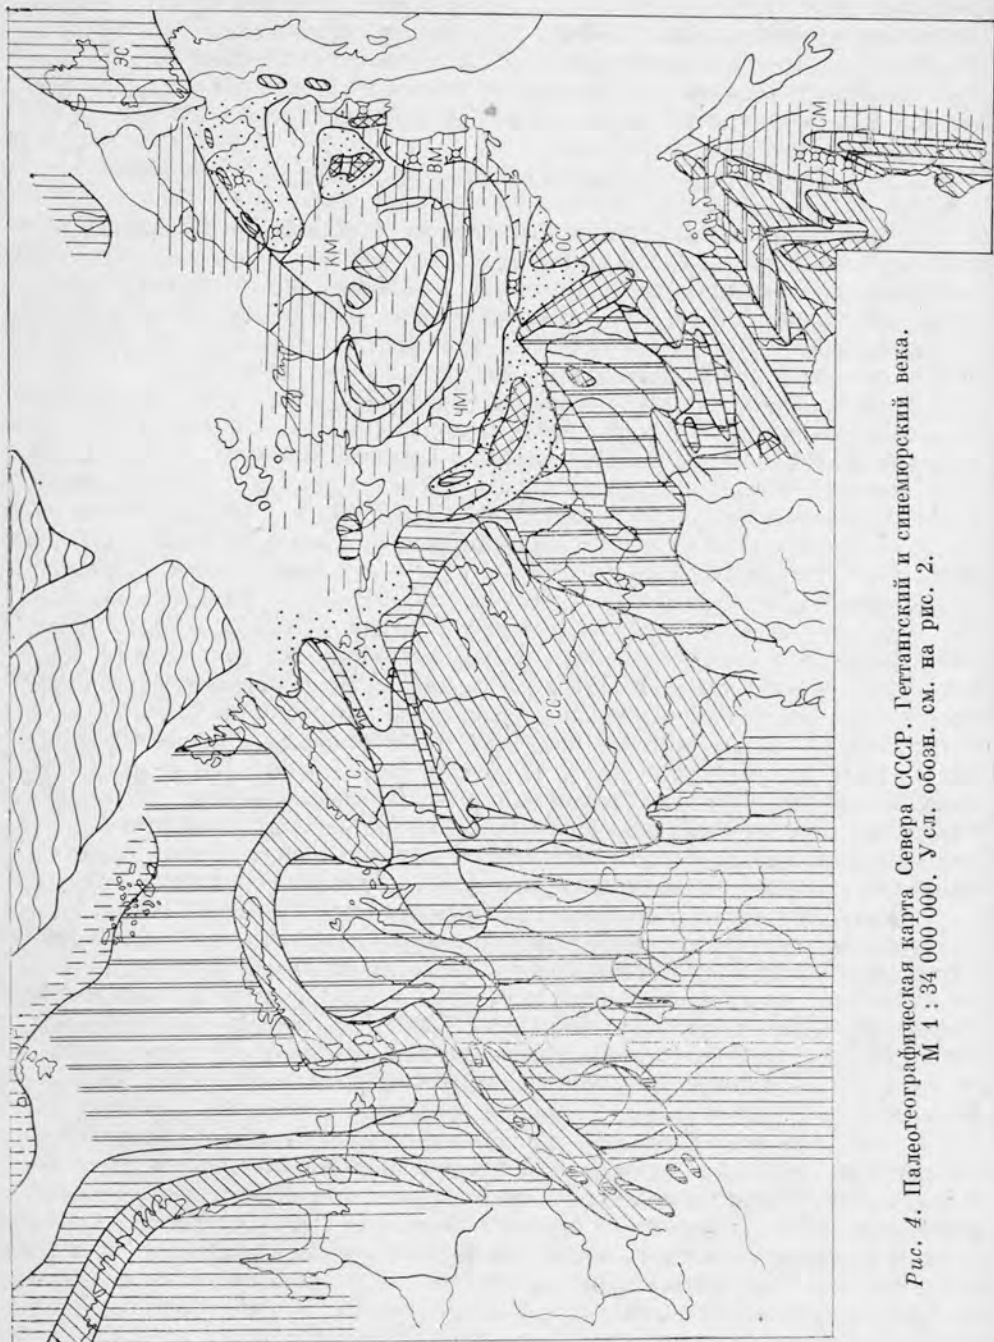 ЭС
КМ
ВМ
ЧМ
ОС
СМ
ТС
СС
Рис. 4. Палеогеографическая карта Севера СССР. Геттангский и синемюрский века.
М 1 : 34 000 000. Усл. обозн. см. на рис. 2.